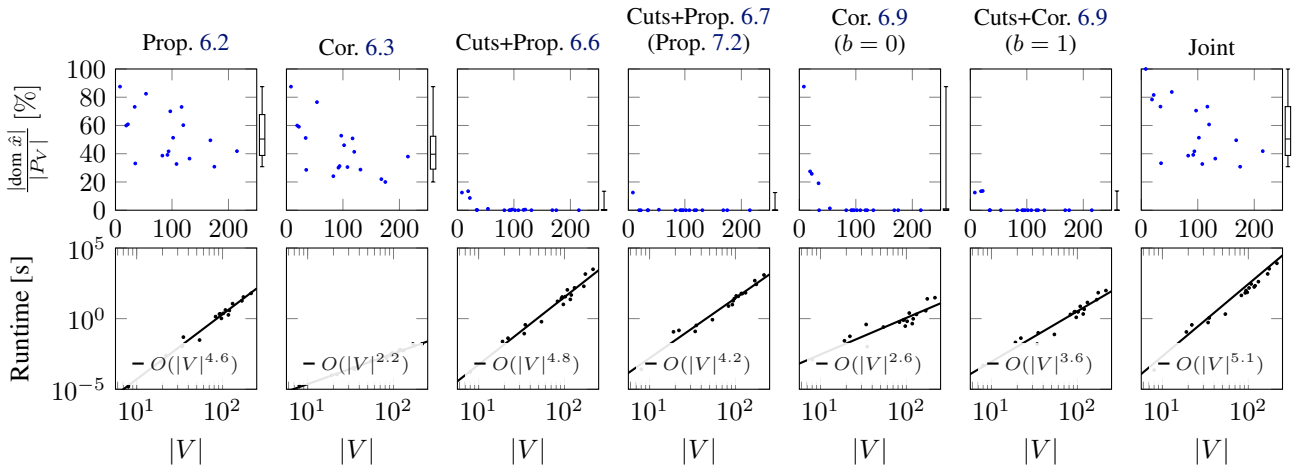 Cuts+Prop. 6.7
Cor. 6.9
Cuts+Cor. 6.9
Prop. 6.2
Cor. 6.3
Cuts+Prop. 6.6
(Prop. 7.2)
(b = 0)
(b = 1)
Joint
|dom x̂| / |P_V| [%]
100
80
60
40
20
0
0 100 200
0 100 200
0 100 200
0 100 200
0 100 200
0 100 200
0 100 200
Runtime [s]
10^5
10^0
10^−5
O(|V|^4.6)
O(|V|^2.2)
O(|V|^4.8)
O(|V|^4.2)
O(|V|^2.6)
O(|V|^3.6)
O(|V|^5.1)
10^1 10^2
10^1 10^2
10^1 10^2
10^1 10^2
10^1 10^2
10^1 10^2
10^1 10^2
|V|
|V|
|V|
|V|
|V|
|V|
|V|